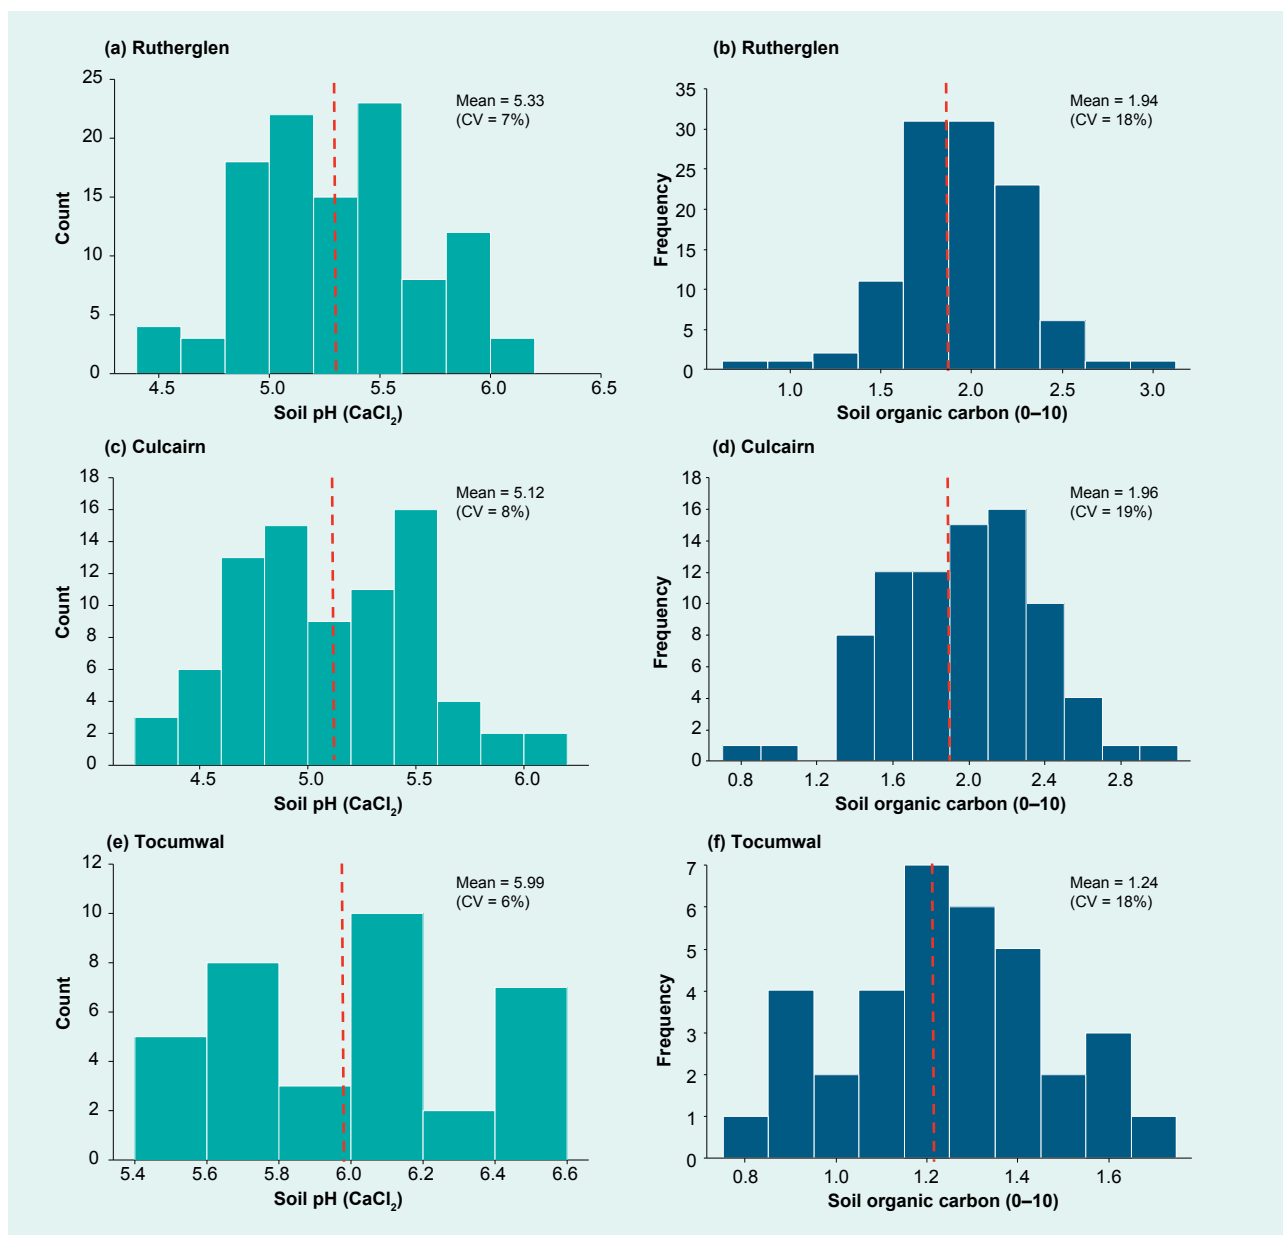 (a) Rutherglen
25
20
15
10
5
0
Count
Mean = 5.33
(CV = 7%)
4.5 5.0 5.5 6.0 6.5
Soil pH (CaCl₂)
(b) Rutherglen
35
30
25
20
15
10
5
0
Frequency
Mean = 1.94
(CV = 18%)
1.0 1.5 2.0 2.5 3.0
Soil organic carbon (0–10)
(c) Culcairn
18
16
14
12
10
8
6
4
2
0
Count
Mean = 5.12
(CV = 8%)
4.5 5.0 5.5 6.0
Soil pH (CaCl₂)
(d) Culcairn
18
16
14
12
10
8
6
4
2
0
Frequency
Mean = 1.96
(CV = 19%)
0.8 1.2 1.6 2.0 2.4 2.8
Soil organic carbon (0–10)
(e) Tocumwal
12
10
8
6
4
2
0
Count
Mean = 5.99
(CV = 6%)
5.4 5.6 5.8 6.0 6.2 6.4 6.6
Soil pH (CaCl₂)
(f) Tocumwal
7
6
5
4
3
2
1
0
Frequency
Mean = 1.24
(CV = 18%)
0.8 1.0 1.2 1.4 1.6
Soil organic carbon (0–10)